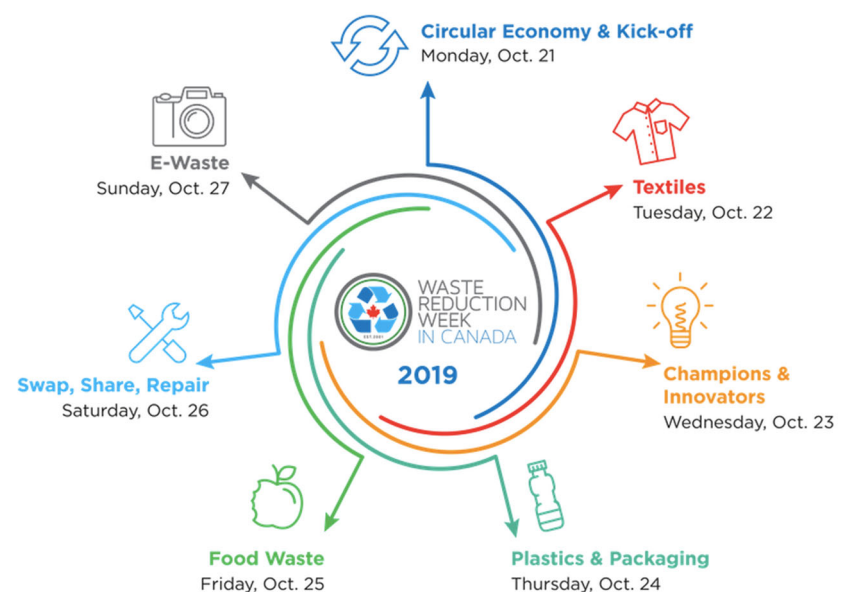 Circular Economy & Kick-off
Monday, Oct. 21
Textiles
Tuesday, Oct. 22
Champions &
Innovators
Wednesday, Oct. 23
Plastics & Packaging
Thursday, Oct. 24
Food Waste
Friday, Oct. 25
Swap, Share, Repair
Saturday, Oct. 26
E-Waste
Sunday, Oct. 27
WASTE
REDUCTION
WEEK
IN CANADA
2019